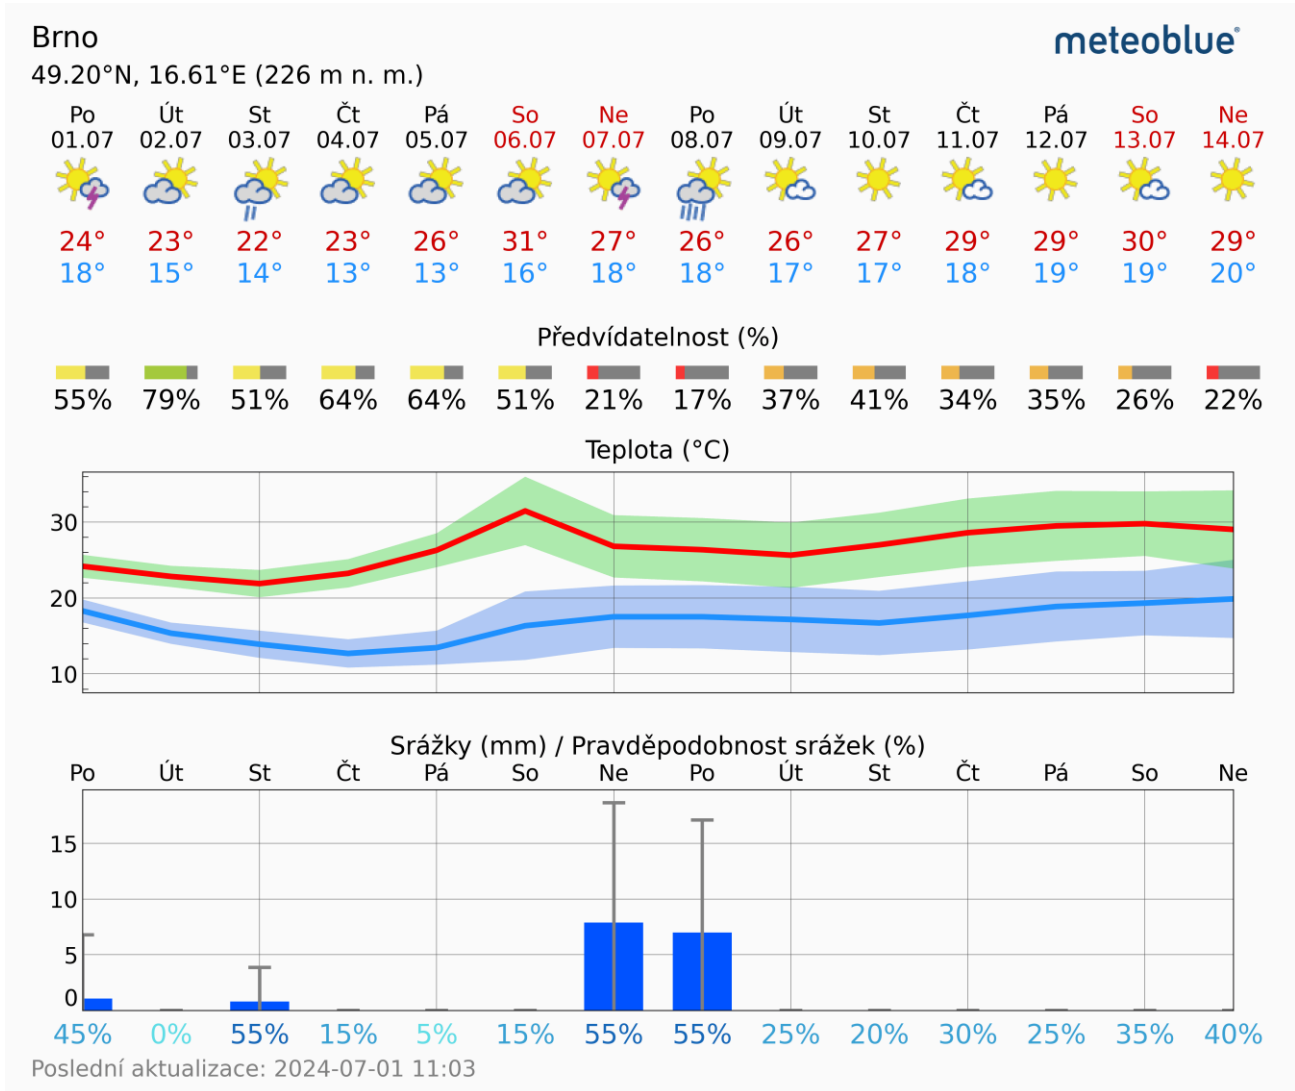 Brno
meteoblue
49.20°N, 16.61°E (226 m n. m.)
Po Út St Čt Pá So Ne Po Út St Čt Pá So Ne
01.07 02.07 03.07 04.07 05.07 06.07 07.07 08.07 09.07 10.07 11.07 12.07 13.07 14.07
24° 23° 22° 23° 26° 31° 27° 26° 26° 27° 29° 29° 30° 29°
18° 15° 14° 13° 13° 16° 18° 18° 17° 17° 18° 19° 19° 20°
Předvídatelnost (%)
55% 79% 51% 64% 64% 51% 21% 17% 37% 41% 34% 35% 26% 22%
Teplota (°C)
30
20
10
Srážky (mm) / Pravděpodobnost srážek (%)
Po Út St Čt Pá So Ne Po Út St Čt Pá So Ne
15
10
5
0
45% 0% 55% 15% 5% 15% 55% 55% 25% 20% 30% 25% 35% 40%
Poslední aktualizace: 2024-07-01 11:03